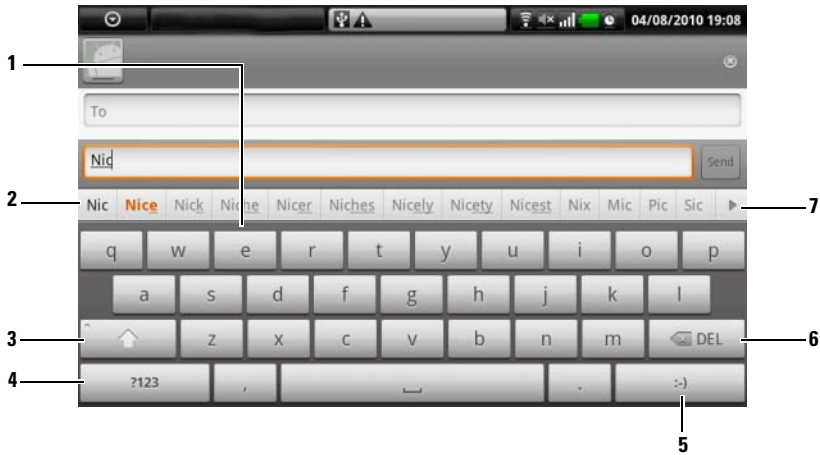 04/08/2010 19:08
1
To
Nic
Send
2
Nic Nice Nick Niche Nicer Niches Nicely Nicety Nicest Nix Mic Pic Sic
7
q w e r t y u i o p
a s d f g h j k l
3
z x c v b n m DEL
6
4
?123 , . :-)
5